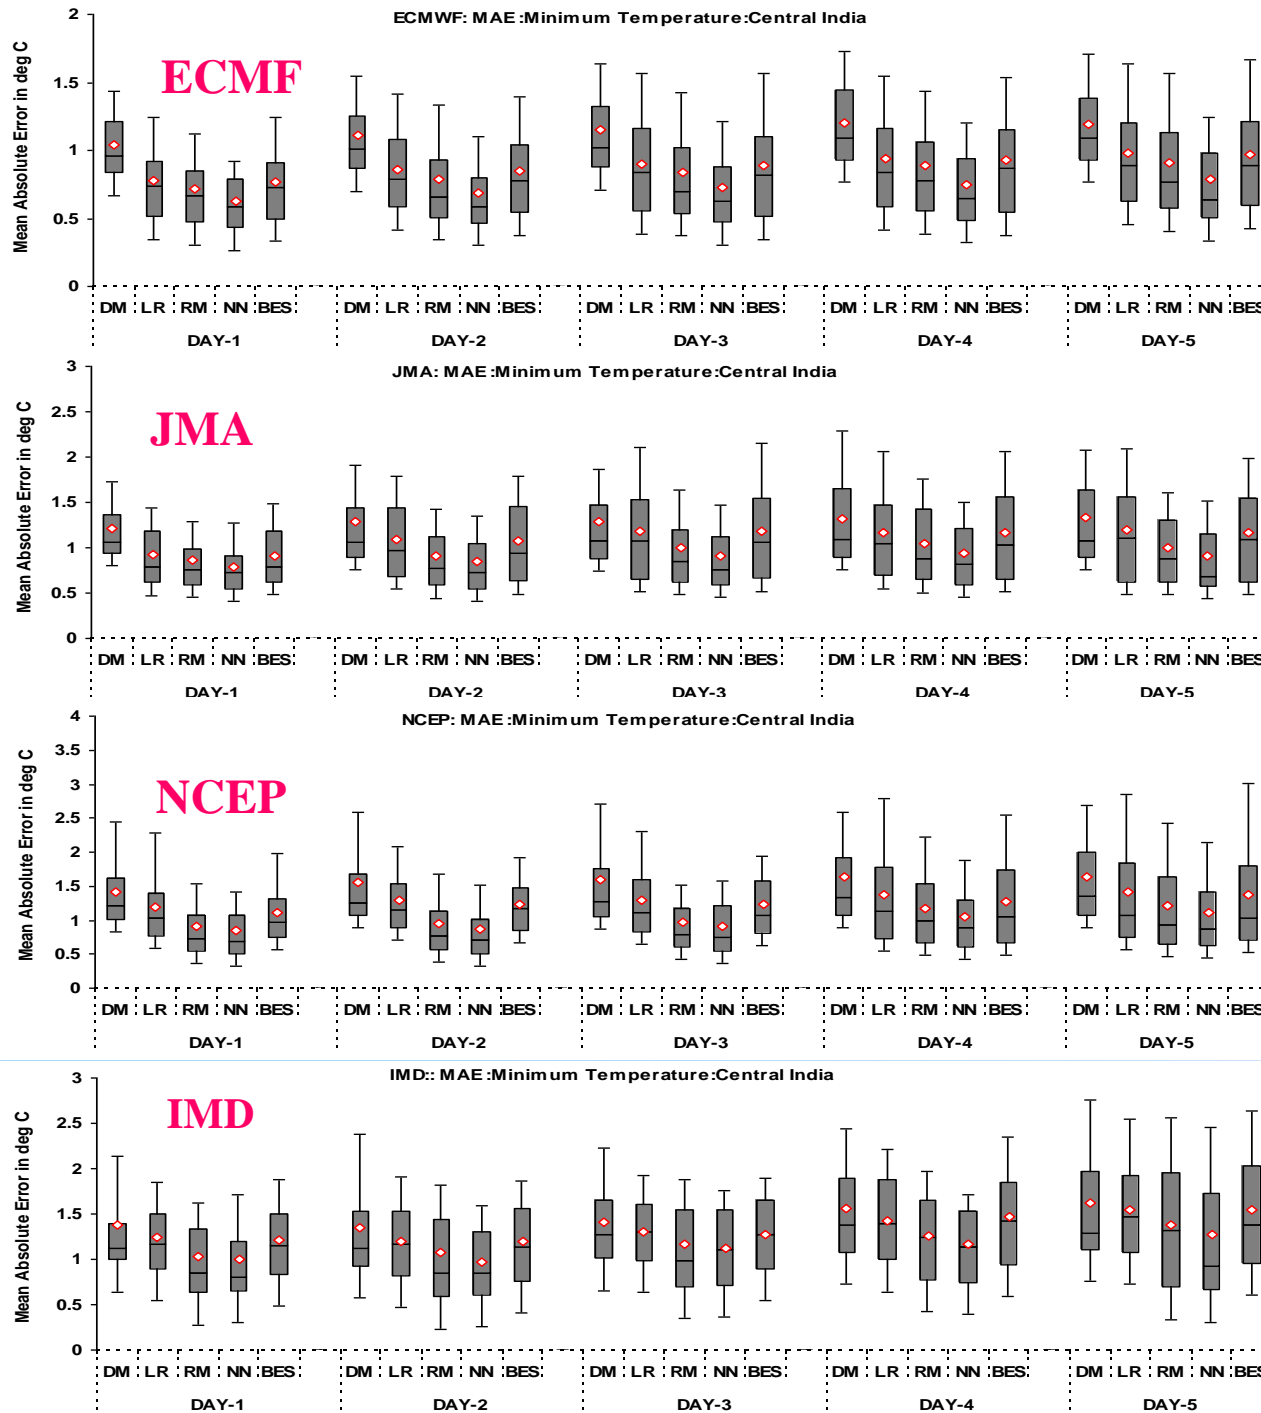 ECMWF: MAE:Minimum Temperature:Central India
ECMF
Mean Absolute Error in deg C
2
1.5
1
0.5
0
DM LR RM NN BES DM LR RM NN BES DM LR RM NN BES DM LR RM NN BES DM LR RM NN BES
DAY-1 DAY-2 DAY-3 DAY-4 DAY-5
JMA: MAE:Minimum Temperature:Central India
JMA
Mean Absolute Error in deg C
3
2.5
2
1.5
1
0.5
0
DM LR RM NN BES DM LR RM NN BES DM LR RM NN BES DM LR RM NN BES DM LR RM NN BES
DAY-1 DAY-2 DAY-3 DAY-4 DAY-5
NCEP: MAE:Minimum Temperature:Central India
NCEP
Mean Absolute Error in deg C
4
3.5
3
2.5
2
1.5
1
0.5
0
DM LR RM NN BES DM LR RM NN BES DM LR RM NN BES DM LR RM NN BES DM LR RM NN BES
DAY-1 DAY-2 DAY-3 DAY-4 DAY-5
IMD:: MAE:Minimum Temperature:Central India
IMD
Mean Absolute Error in deg C
3
2.5
2
1.5
1
0.5
0
DM LR RM NN BES DM LR RM NN BES DM LR RM NN BES DM LR RM NN BES DM LR RM NN BES
DAY-1 DAY-2 DAY-3 DAY-4 DAY-5